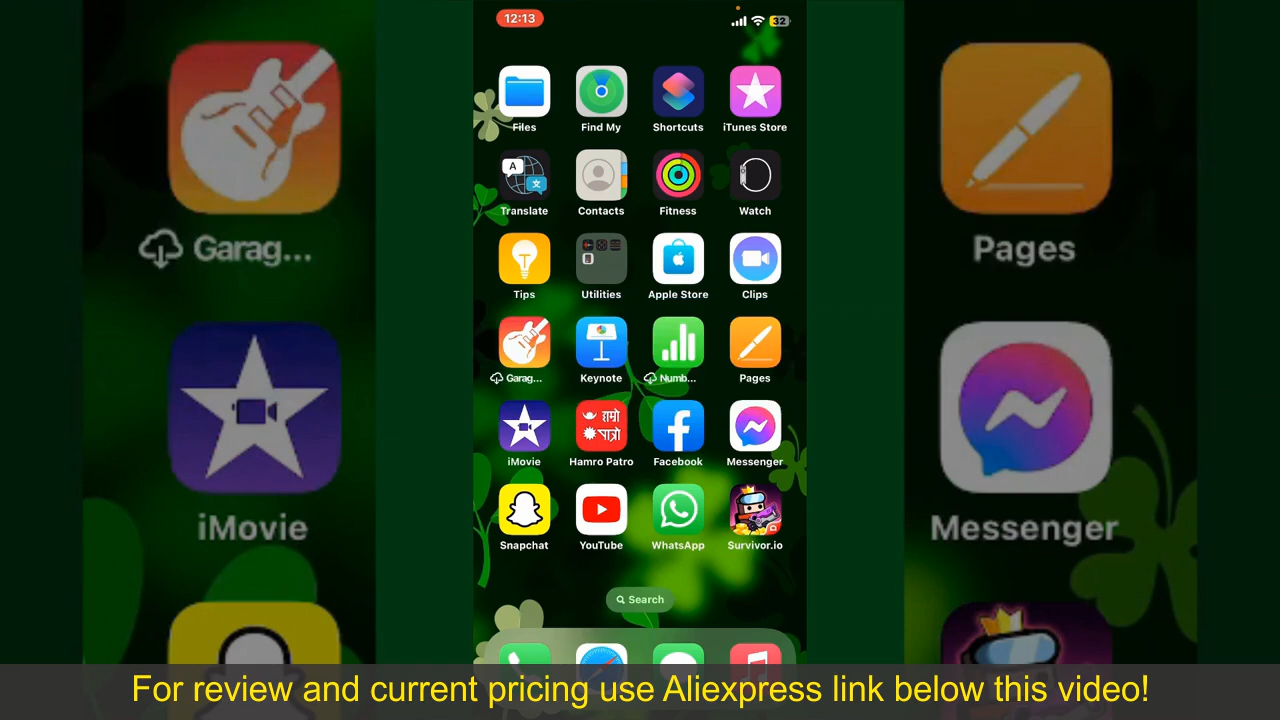 12:13
32
Files
Find My
Shortcuts
iTunes Store
A
文
Translate
Contacts
Fitness
Watch
Tips
Utilities
Apple Store
Clips
Garag...
Keynote
Numb...
Pages
iMovie
हाम्रो
पात्रो
Hamro Patro
Facebook
Messenger
Snapchat
YouTube
WhatsApp
Survivor.io
Search
Garag...
iMovie
Pages
Messenger
For review and current pricing use Aliexpress link below this video!